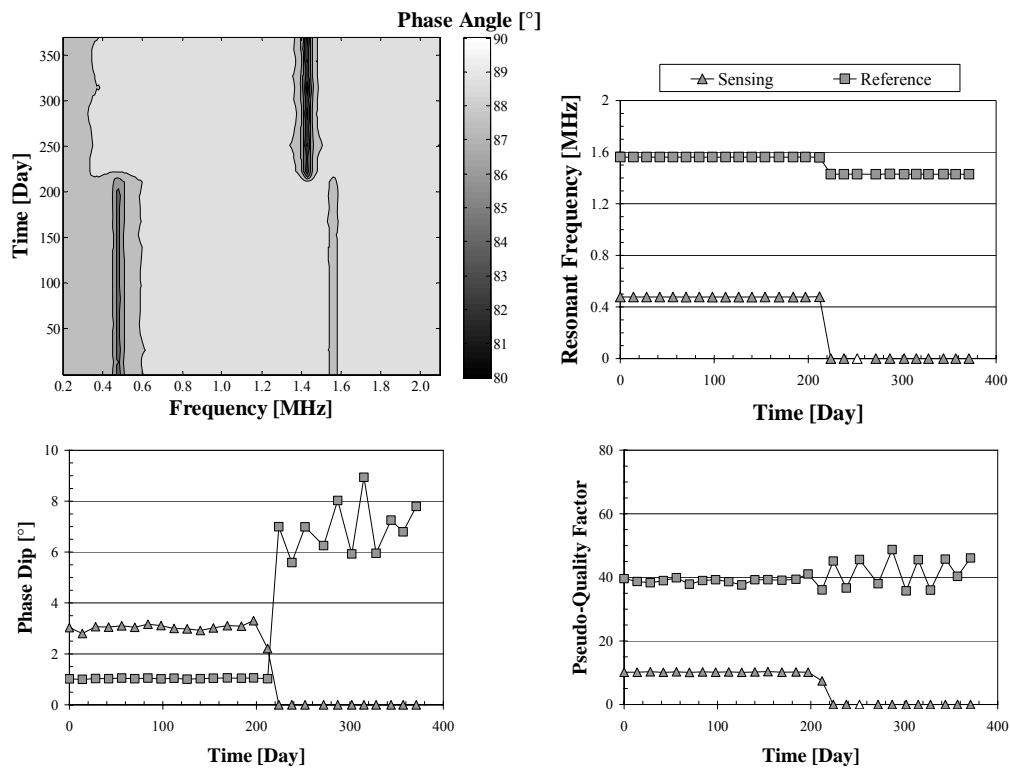 Phase Angle [°]
350
300
250
200
150
100
50
Time [Day]
0.2 0.4 0.6 0.8 1.0 1.2 1.4 1.6 1.8 2.0
Frequency [MHz]
90
89
88
87
86
85
84
83
82
81
80
Sensing Reference
2
1.6
1.2
0.8
0.4
0
Resonant Frequency [MHz]
0 100 200 300 400
Time [Day]
10
8
6
4
2
0
Phase Dip [°]
0 100 200 300 400
Time [Day]
80
60
40
20
0
Pseudo-Quality Factor
0 100 200 300 400
Time [Day]